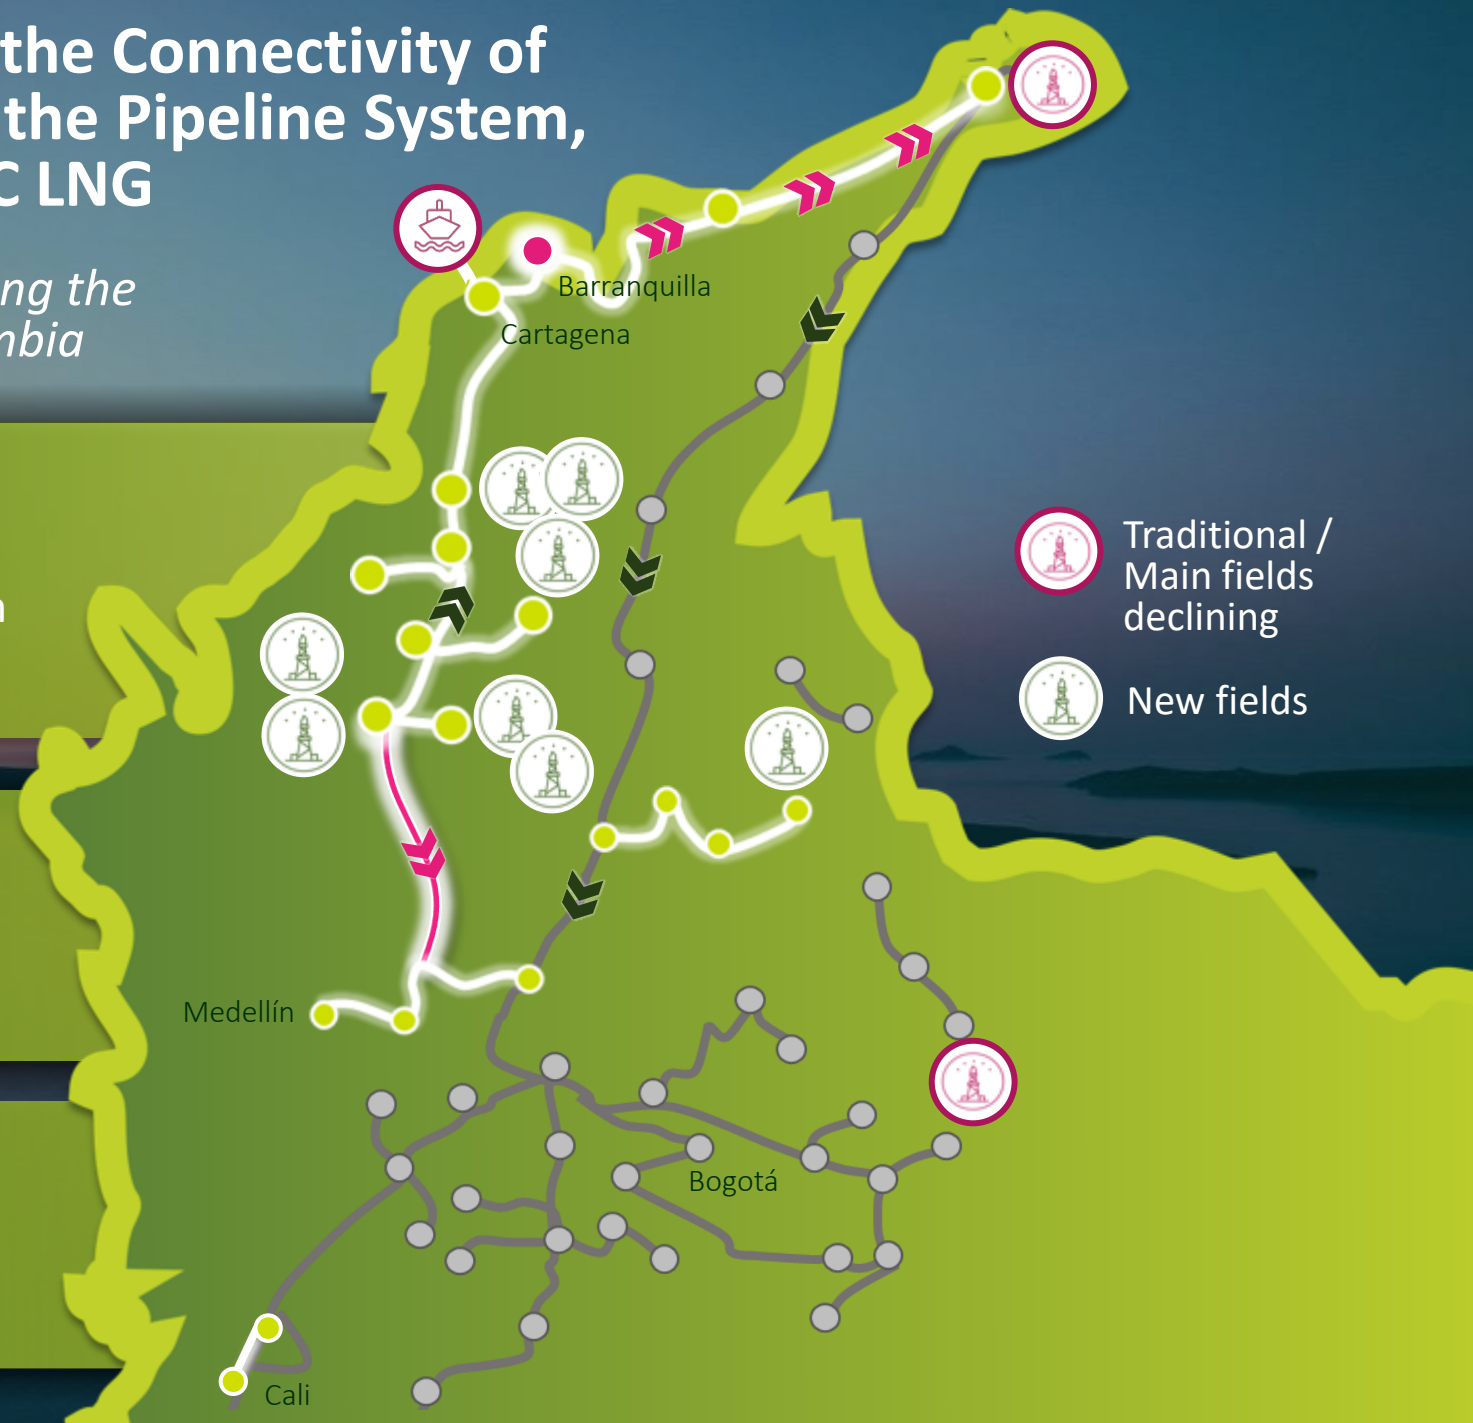 the Connectivity of
the Pipeline System,
C LNG
ng the
mbia
Barranquilla
Cartagena
Traditional /
Main fields
declining
New fields
Medellín
Bogotá
Cali